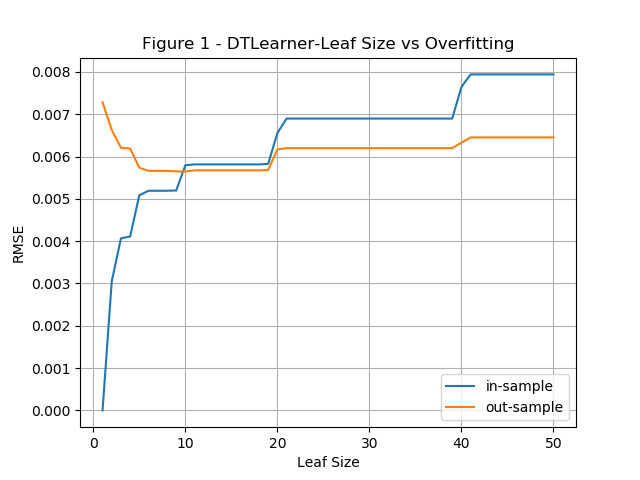 Figure 1 - DTLearner-Leaf Size vs Overfitting
0.008
0.007
0.006
0.005
0.004
0.003
0.002
0.001
0.000
RMSE
in-sample
out-sample
0 10 20 30 40 50
Leaf Size